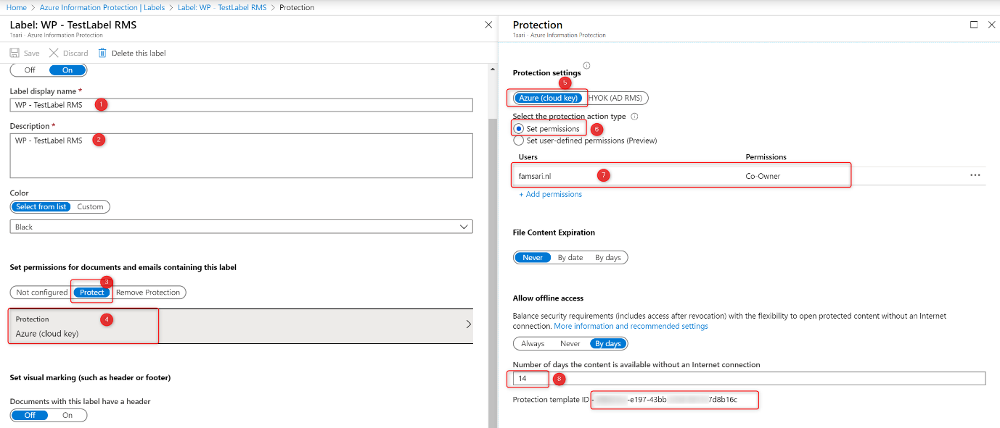 Home > Azure Information Protection | Labels > Label: WP - TestLabel RMS > Protection
Label: WP - TestLabel RMS
1sari - Azure Information Protection
Save Discard Delete this label
Off On
Label display name *
WP - TestLabel RMS 1
Description *
WP - TestLabel RMS 2
Color
Select from list Custom
Black
Set permissions for documents and emails containing this label
3
Not configured Protect Remove Protection
Protection 4
Azure (cloud key)
Set visual marking (such as header or footer)
Documents with this label have a header
Off On
Protection
1sari - Azure Information Protection
Protection settings
5
Azure (cloud key) HYOK (AD RMS)
Select the protection action type
Set permissions 6
Set user-defined permissions (Preview)
Users Permissions
famsari.nl 7 Co-Owner
+ Add permissions
File Content Expiration
Never By date By days
Allow offline access
Balance security requirements (includes access after revocation) with the flexibility to open protected content without an Internet
connection. More information and recommended settings
Always Never By days
Number of days the content is available without an Internet connection
14 8
Protection template ID - -e197-43bb 7d8b16c